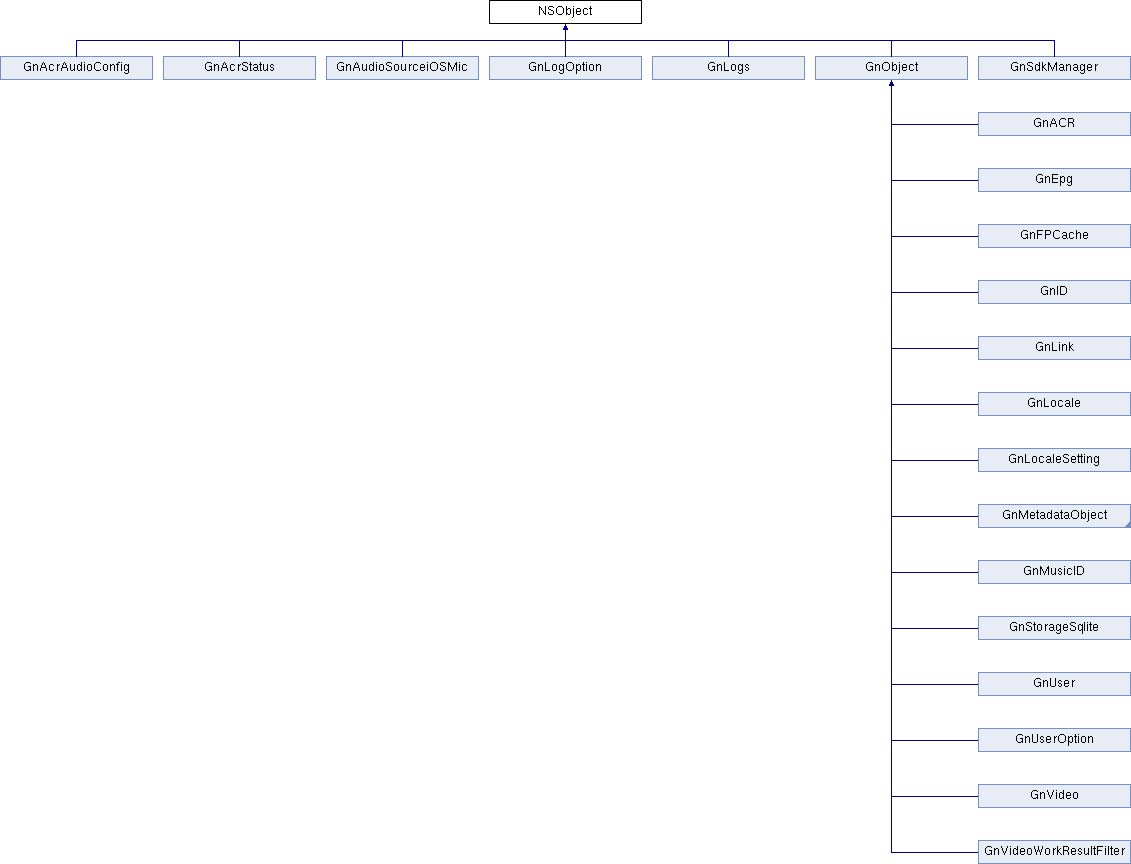 NSObject
GnAcrAudioConfig
GnAcrStatus
GnAudioSourceiOSMic
GnLogOption
GnLogs
GnObject
GnSdkManager
GnACR
GnEpg
GnFPCache
GnID
GnLink
GnLocale
GnLocaleSetting
GnMetadataObject
GnMusicID
GnStorageSqlite
GnUser
GnUserOption
GnVideo
GnVideoWorkResultFilter